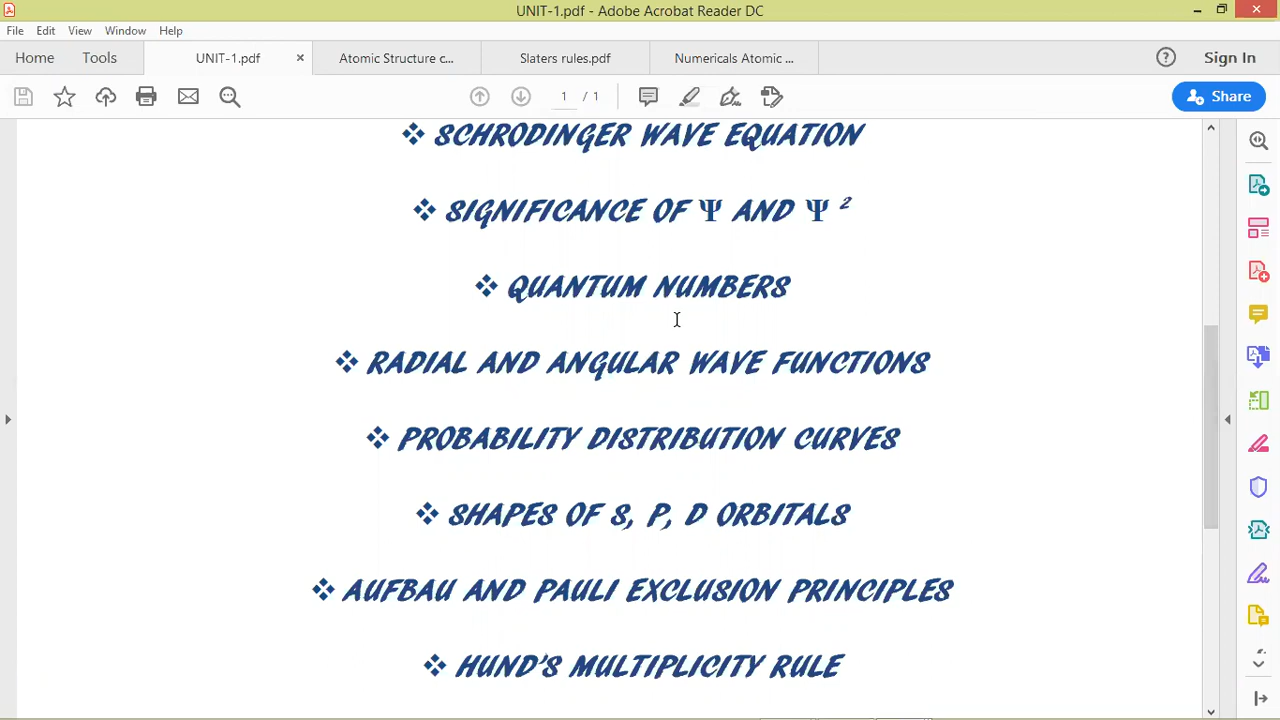 UNIT-1.pdf - Adobe Acrobat Reader DC
File Edit View Window Help
Home Tools UNIT-1.pdf × Atomic Structure c... Slaters rules.pdf Numericals Atomic ... ? Sign In
1 / 1 Share
❖ SCHRODINGER WAVE EQUATION
❖ SIGNIFICANCE OF Ψ AND Ψ ²
❖ QUANTUM NUMBERS
❖ RADIAL AND ANGULAR WAVE FUNCTIONS
❖ PROBABILITY DISTRIBUTION CURVES
❖ SHAPES OF S, P, D ORBITALS
❖ AUFBAU AND PAULI EXCLUSION PRINCIPLES
❖ HUND'S MULTIPLICITY RULE